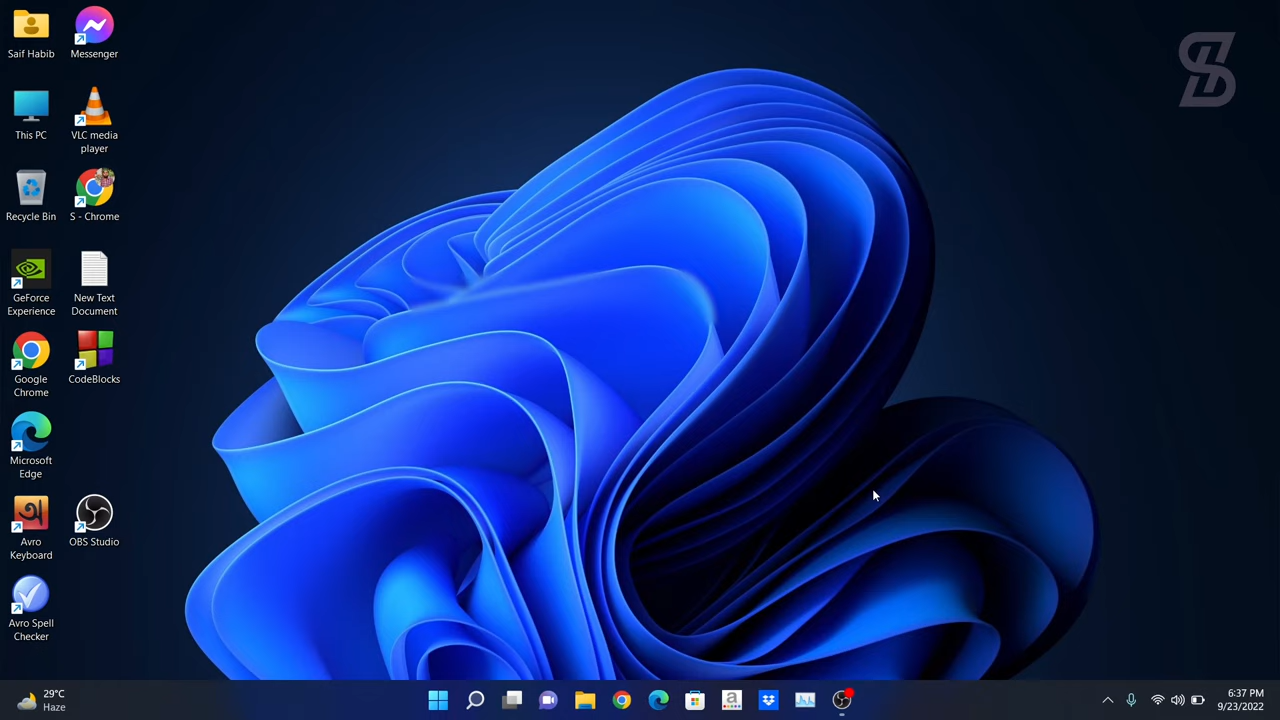 Saif Habib
Messenger
This PC
VLC media
player
Recycle Bin
S - Chrome
GeForce
Experience
New Text
Document
Google
Chrome
CodeBlocks
Microsoft
Edge
Avro
Keyboard
OBS Studio
Avro Spell
Checker
29°C
Haze
6:37 PM
9/23/2022